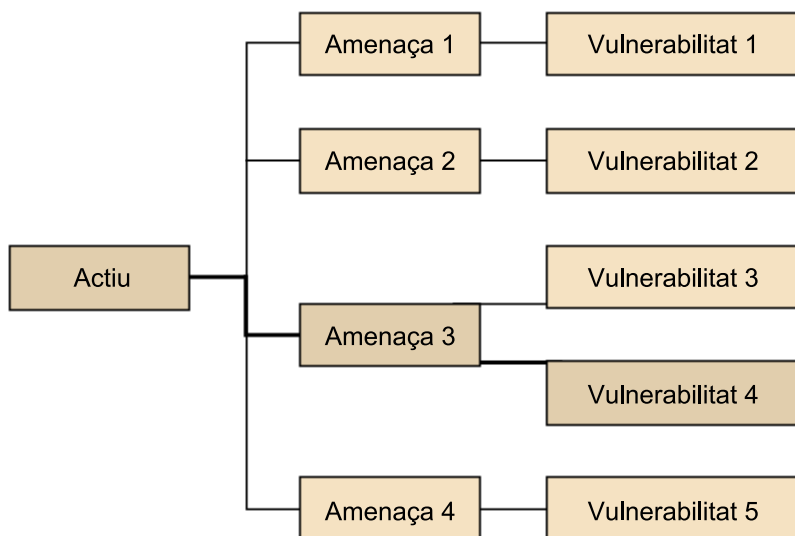 Amenaça 1
Vulnerabilitat 1
Amenaça 2
Vulnerabilitat 2
Actiu
Vulnerabilitat 3
Amenaça 3
Vulnerabilitat 4
Amenaça 4
Vulnerabilitat 5